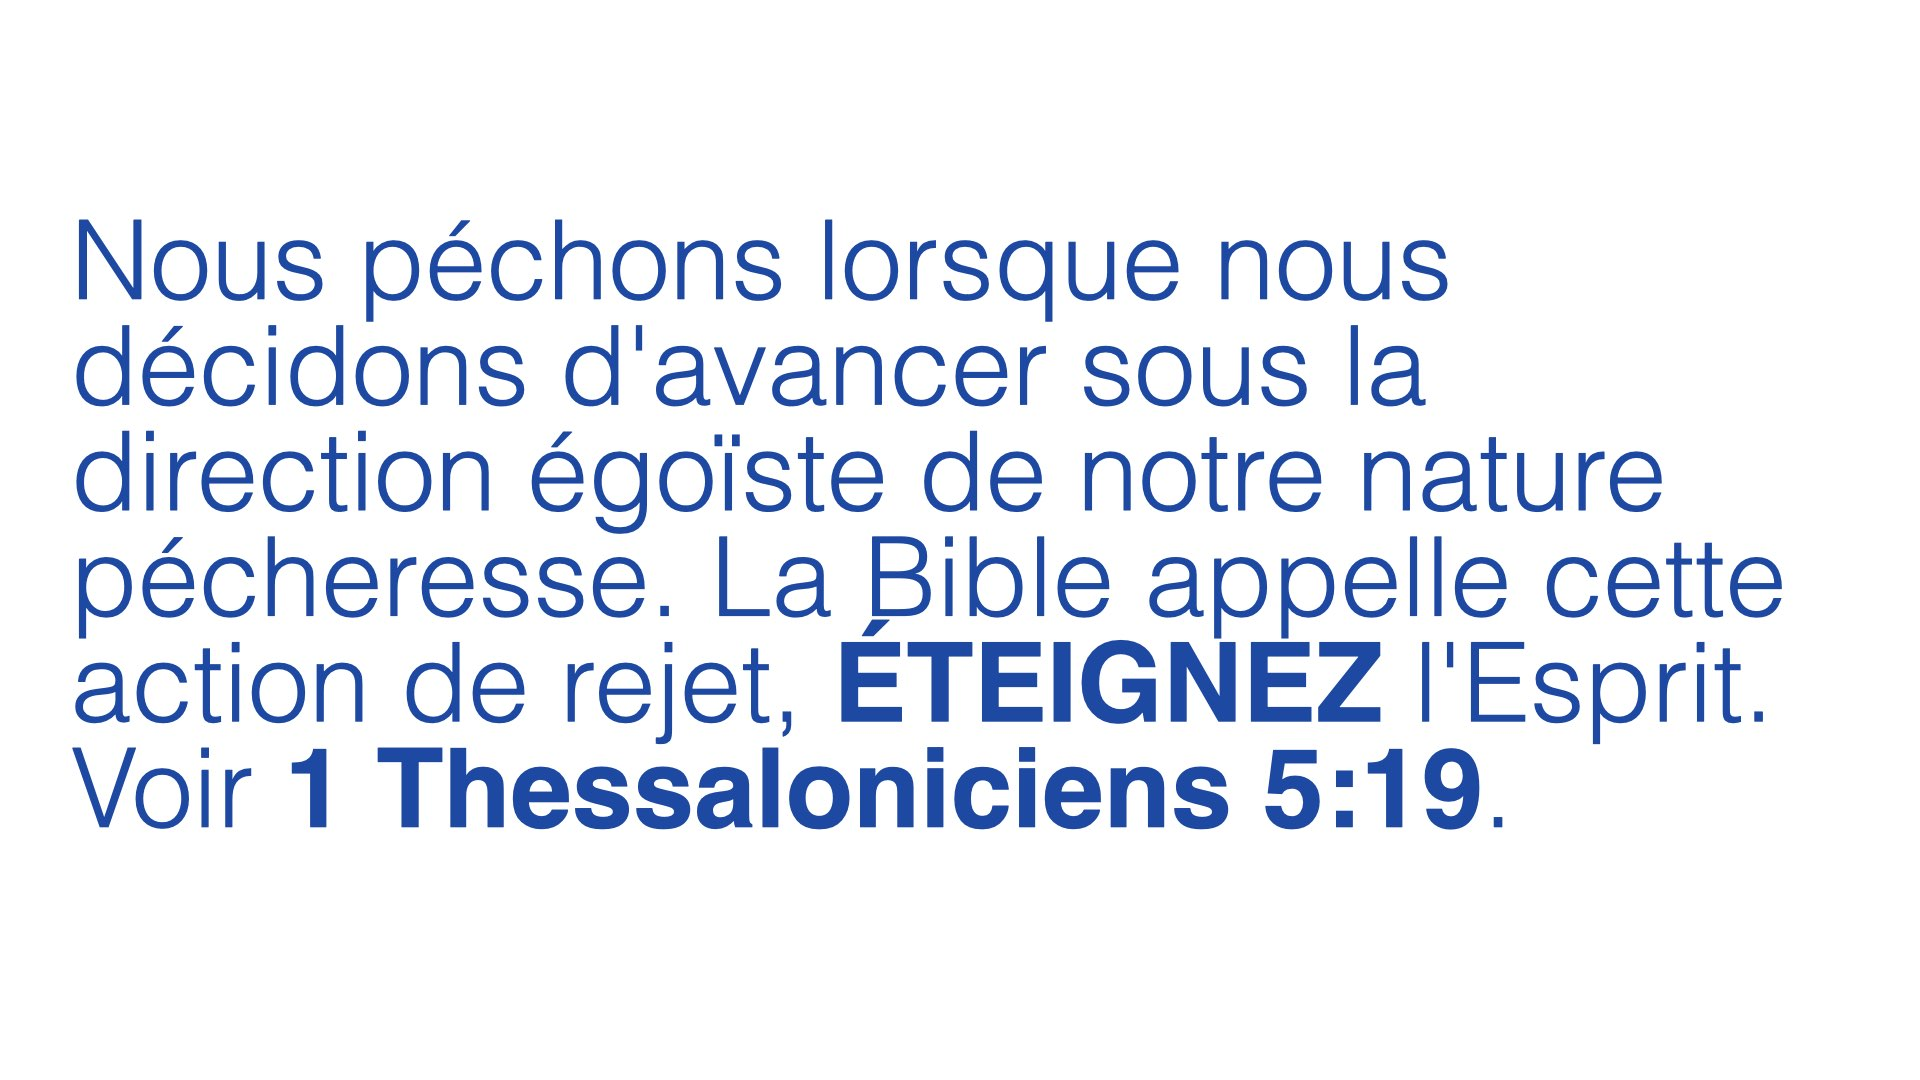 Nous péchons lorsque nous
décidons d'avancer sous la
direction égoïste de notre nature
pécheresse. La Bible appelle cette
action de rejet, ÉTEIGNEZ l'Esprit.
Voir 1 Thessaloniciens 5:19.